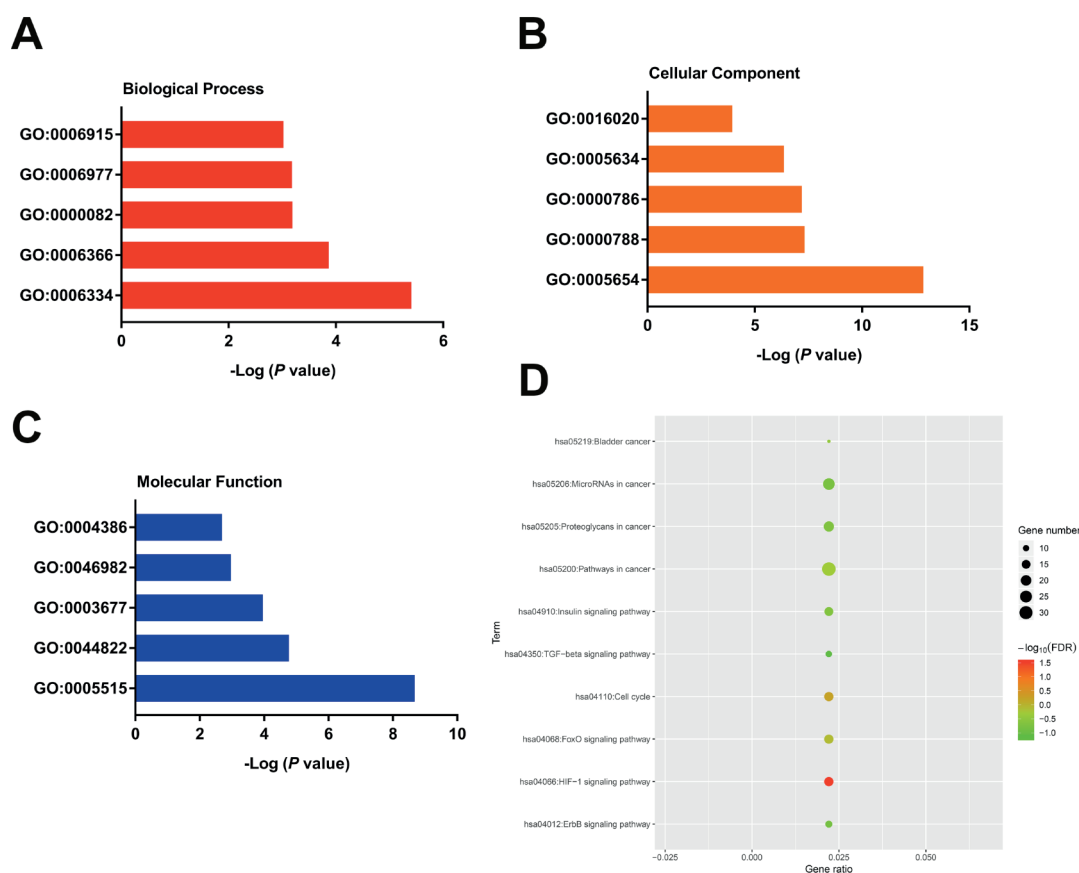 A
Biological Process
GO:0006915
GO:0006977
GO:0000082
GO:0006366
GO:0006334
0 2 4 6
-Log (P value)
B
Cellular Component
GO:0016020
GO:0005634
GO:0000786
GO:0000788
GO:0005654
0 5 10 15
-Log (P value)
C
Molecular Function
GO:0004386
GO:0046982
GO:0003677
GO:0044822
GO:0005515
0 2 4 6 8 10
-Log (P value)
D
Term
hsa05219:Bladder cancer
hsa05206:MicroRNAs in cancer
hsa05205:Proteoglycans in cancer
hsa05200:Pathways in cancer
hsa04910:Insulin signaling pathway
hsa04350:TGF−beta signaling pathway
hsa04110:Cell cycle
hsa04068:FoxO signaling pathway
hsa04066:HIF−1 signaling pathway
hsa04012:ErbB signaling pathway
−0.025 0.000 0.025 0.050
Gene ratio
Gene number
10
15
20
25
30
−log10(FDR)
1.5
1.0
0.5
0.0
−0.5
−1.0